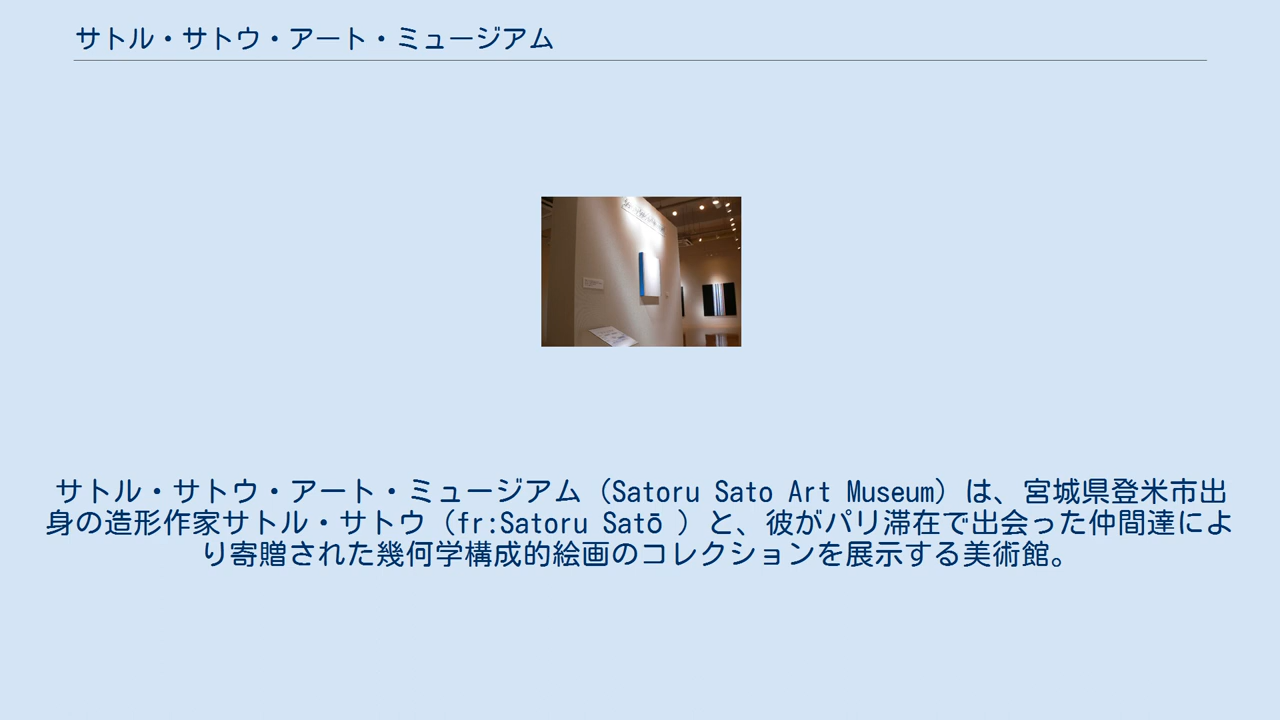 サトル・サトウ・アート・ミュージアム
サトル・サトウ・アート・ミュージアム（Satoru Sato Art Museum）は、宮城県登米市出
身の造形作家サトル・サトウ（fr:Satoru Satō ）と、彼がパリ滞在で出会った仲間達によ
り寄贈された幾何学構成的絵画のコレクションを展示する美術館。